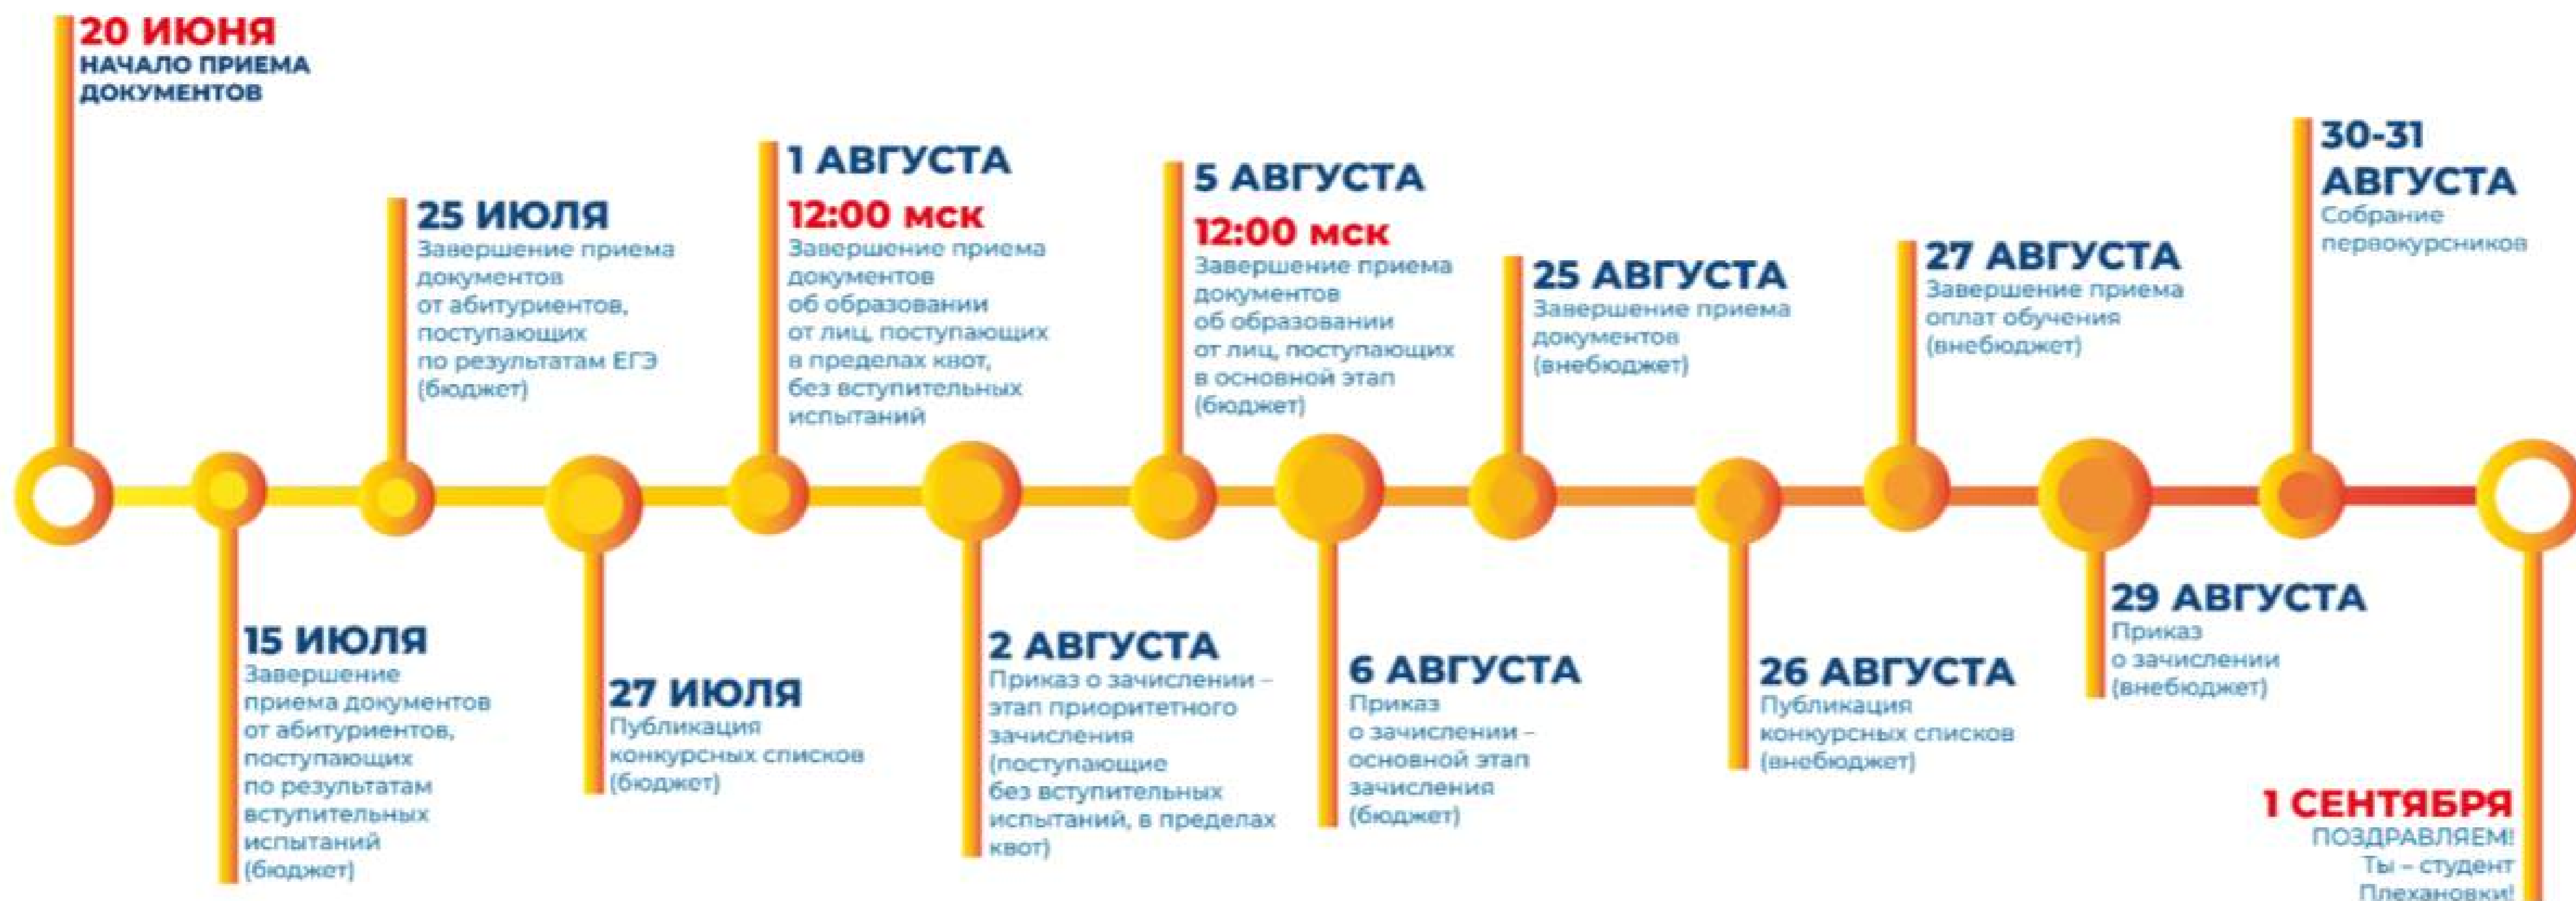 20 ИЮНЯ
НАЧАЛО ПРИЕМА
ДОКУМЕНТОВ
15 ИЮЛЯ
Завершение
приема документов
от абитуриентов,
поступающих
по результатам
вступительных
испытаний
(бюджет)
25 ИЮЛЯ
Завершение приема
документов
от абитуриентов,
поступающих
по результатам ЕГЭ
(бюджет)
27 ИЮЛЯ
Публикация
конкурсных списков
(бюджет)
1 АВГУСТА
12:00 мск
Завершение приема
документов
об образовании
от лиц, поступающих
в пределах квот,
без вступительных
испытаний
2 АВГУСТА
Приказ о зачислении –
этап приоритетного
зачисления
(поступающие
без вступительных
испытаний, в пределах
квот)
5 АВГУСТА
12:00 мск
Завершение приема
документов
об образовании
от лиц, поступающих
в основной этап
(бюджет)
6 АВГУСТА
Приказ
о зачислении –
основной этап
зачисления
(бюджет)
25 АВГУСТА
Завершение приема
документов
(внебюджет)
26 АВГУСТА
Публикация
конкурсных списков
(внебюджет)
27 АВГУСТА
Завершение приема
оплат обучения
(внебюджет)
29 АВГУСТА
Приказ
о зачислении
(внебюджет)
30-31
АВГУСТА
Собрание
первокурсников
1 СЕНТЯБРЯ
ПОЗДРАВЛЯЕМ!
Ты – студент
Плехановки!